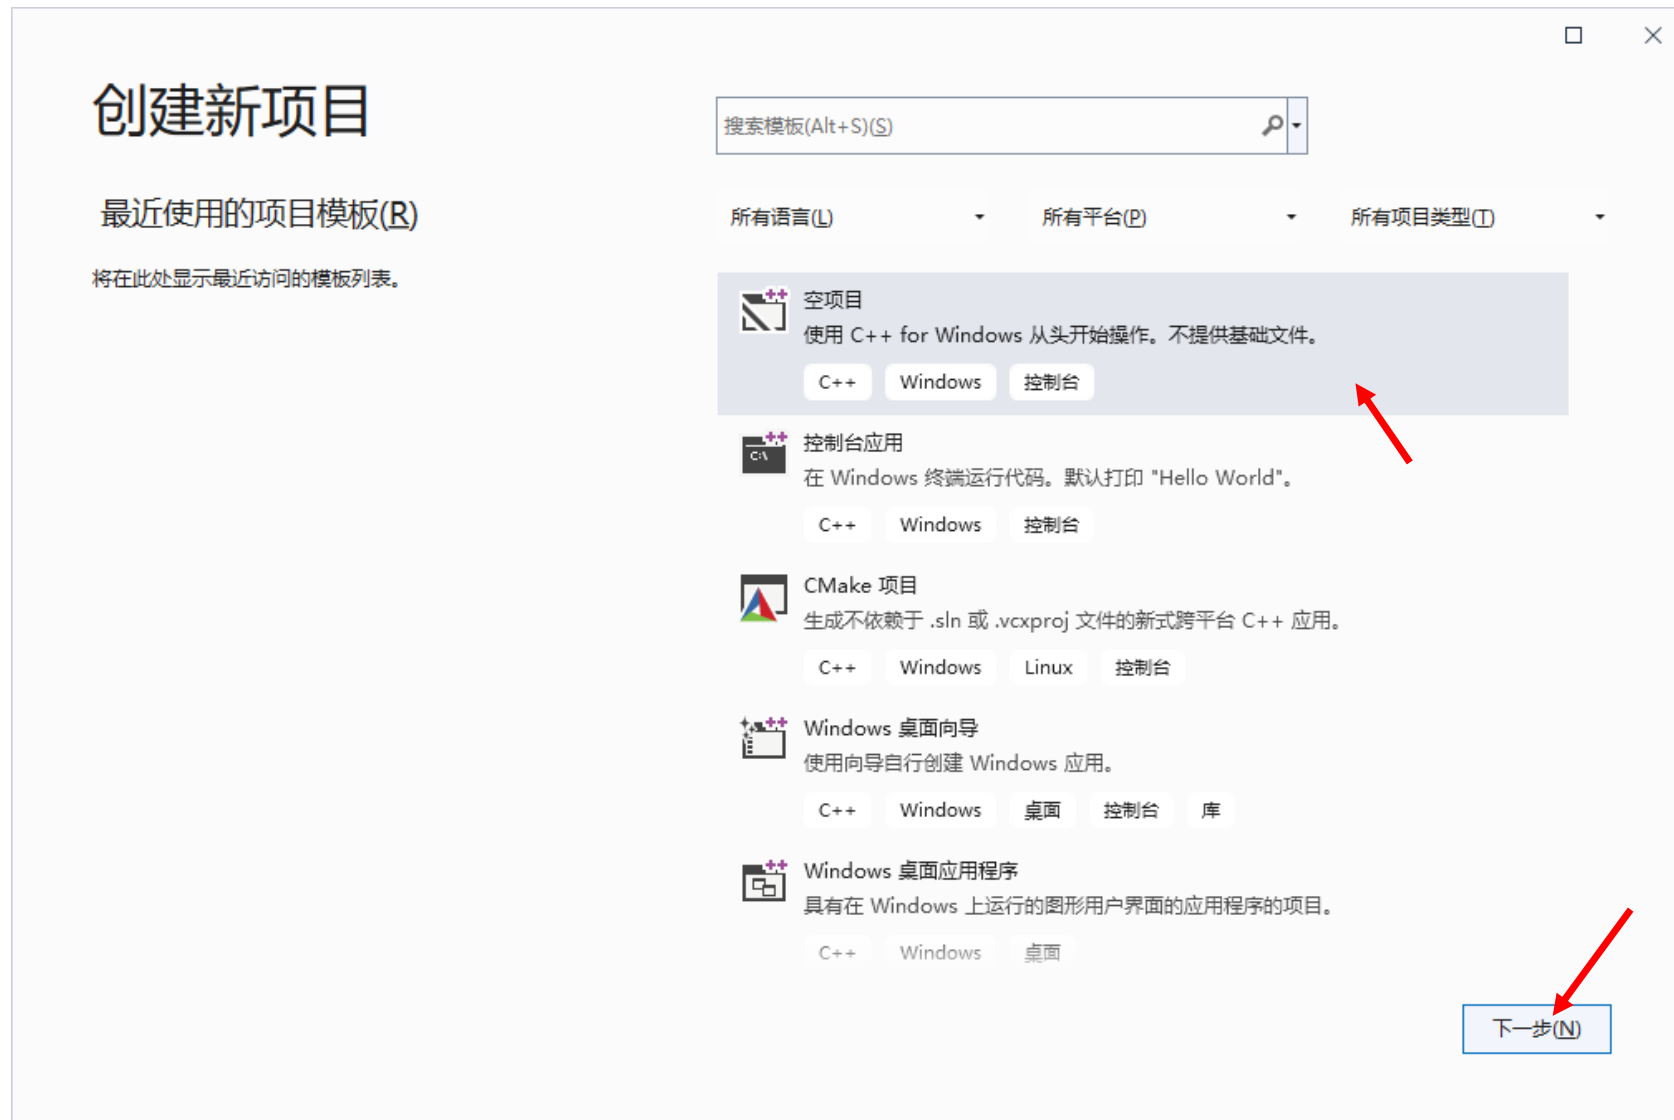 创建新项目
搜索模板(Alt+S)(S)
最近使用的项目模板(R)
所有语言(L) 所有平台(P) 所有项目类型(T)
将在此处显示最近访问的模板列表。
空项目
使用 C++ for Windows 从头开始操作。不提供基础文件。
C++ Windows 控制台
控制台应用
在 Windows 终端运行代码。默认打印 "Hello World"。
C++ Windows 控制台
CMake 项目
生成不依赖于 .sln 或 .vcxproj 文件的新式跨平台 C++ 应用。
C++ Windows Linux 控制台
Windows 桌面向导
使用向导自行创建 Windows 应用。
C++ Windows 桌面 控制台 库
Windows 桌面应用程序
具有在 Windows 上运行的图形用户界面的应用程序的项目。
C++ Windows 桌面
下一步(N)